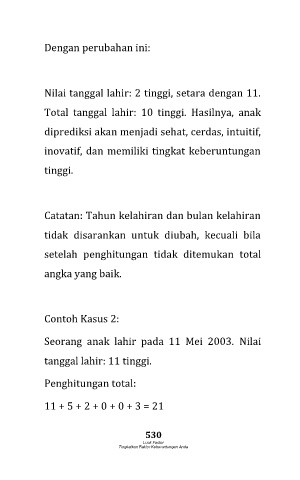 Dengan perubahan ini:
Nilai tanggal lahir: 2 tinggi, setara dengan 11.
Total tanggal lahir: 10 tinggi. Hasilnya, anak
diprediksi akan menjadi sehat, cerdas, intuitif,
inovatif, dan memiliki tingkat keberuntungan
tinggi.
Catatan: Tahun kelahiran dan bulan kelahiran
tidak disarankan untuk diubah, kecuali bila
setelah penghitungan tidak ditemukan total
angka yang baik.
Contoh Kasus 2:
Seorang anak lahir pada 11 Mei 2003. Nilai
tanggal lahir: 11 tinggi.
Penghitungan total:
11 + 5 + 2 + 0 + 0 + 3 = 21
530
Luck Factor
Tingkatkan Faktor Keberuntungan Anda